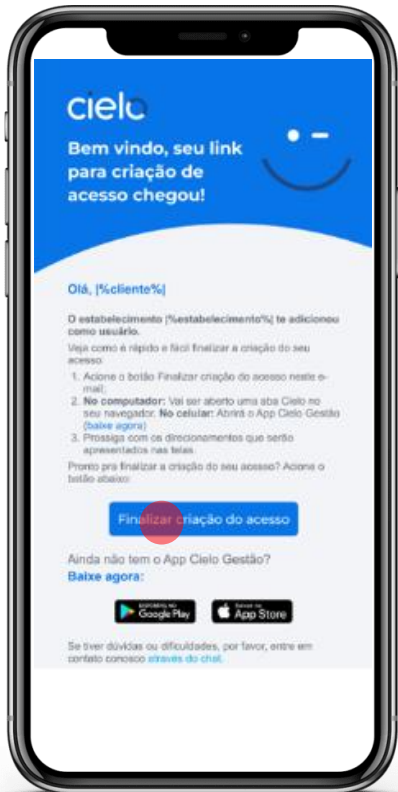 cielo
Bem vindo, seu link
para criação de
acesso chegou!
Olá, |%cliente%|
O estabelecimento |%estabelecimento%| te adicionou
como usuário.
Veja como é rápido e fácil finalizar a criação do seu
acesso:
1. Acione o botão Finalizar criação do acesso neste e-
mail;
2. No computador: Vai ser aberto uma aba Cielo no
seu navegador. No celular: Abrirá o App Cielo Gestão
(baixe agora)
3. Prossiga com os direcionamentos que serão
apresentados nas telas.
Pronto pra finalizar a criação do seu acesso? Acione o
botão abaixo:
Finalizar criação do acesso
Ainda não tem o App Cielo Gestão?
Baixe agora:
DISPONÍVEL NO
Google Play
Baixar na
App Store
Se tiver dúvidas ou dificuldades, por favor, entre em
contato conosco através do chat.